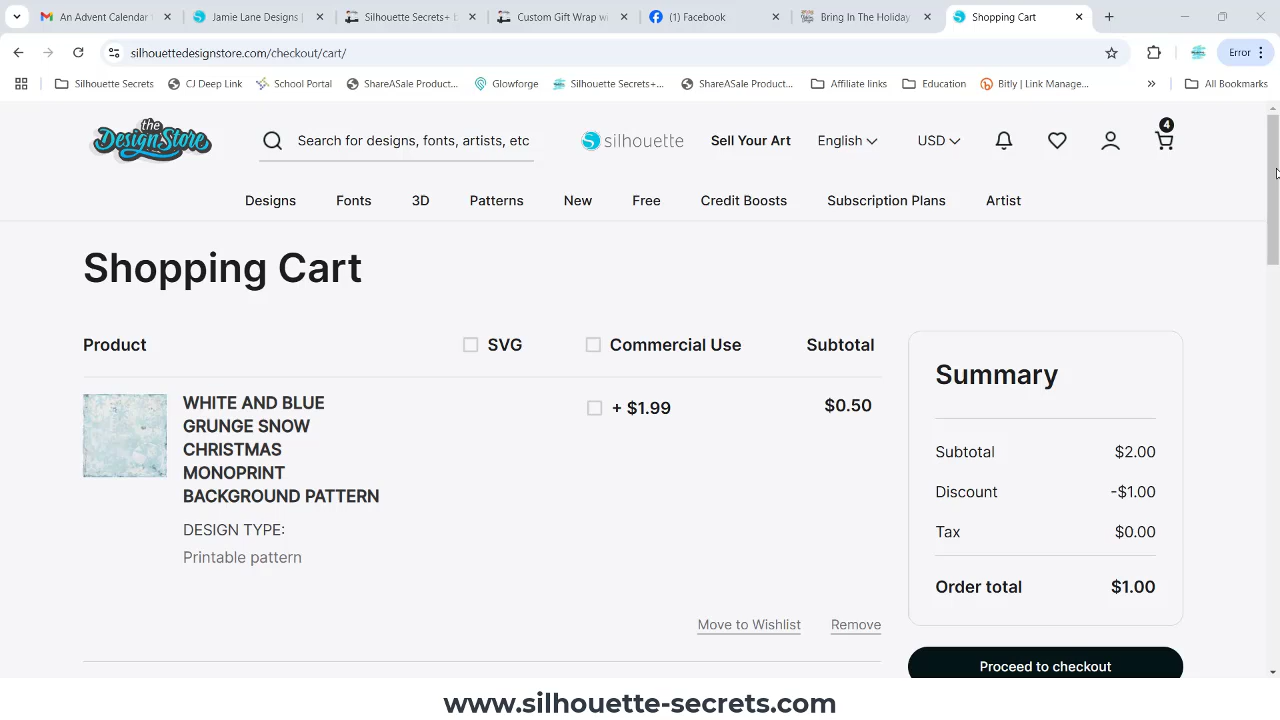 An Advent Calendar
Jamie Lane Designs |
Silhouette Secrets+ b
Custom Gift Wrap w
(1) Facebook
Bring In The Holiday
Shopping Cart
silhouettedesignstore.com/checkout/cart/
Error
Silhouette Secrets
CJ Deep Link
School Portal
ShareASale Product...
Glowforge
Silhouette Secrets+...
ShareASale Product...
Affiliate links
Education
Bitly | Link Manage...
»
All Bookmarks
the
Design Store
Search for designs, fonts, artists, etc
silhouette
Sell Your Art
English
USD
4
Designs
Fonts
3D
Patterns
New
Free
Credit Boosts
Subscription Plans
Artist
Shopping Cart
Product
SVG
Commercial Use
Subtotal
WHITE AND BLUE
GRUNGE SNOW
CHRISTMAS
MONOPRINT
BACKGROUND PATTERN
+ $1.99
$0.50
DESIGN TYPE:
Printable pattern
Move to Wishlist
Remove
Summary
Subtotal $2.00
Discount -$1.00
Tax $0.00
Order total $1.00
Proceed to checkout
www.silhouette-secrets.com